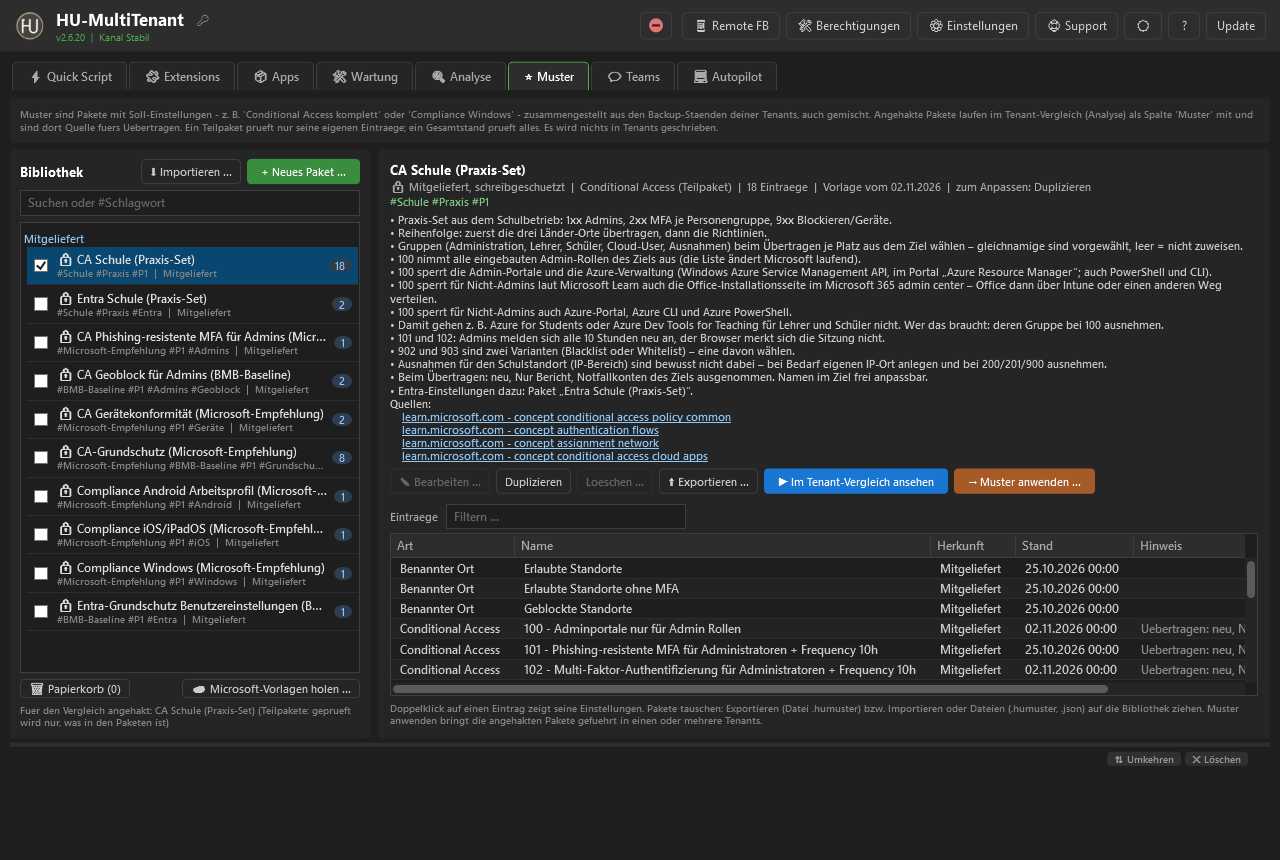 HU
HU-MultiTenant
v2.6.20 | Kanal Stabil
Remote FB
Berechtigungen
Einstellungen
Support
?
Update
Quick Script
Extensions
Apps
Wartung
Analyse
Muster
Teams
Autopilot
Muster sind Pakete mit Soll-Einstellungen - z. B. 'Conditional Access komplett' oder 'Compliance Windows' - zusammengestellt aus den Backup-Staenden deiner Tenants, auch gemischt. Angehakte Pakete laufen im Tenant-Vergleich (Analyse) als Spalte 'Muster' mit und
sind dort Quelle fuers Uebertragen. Ein Teilpaket prueft nur seine eigenen Eintraege; ein Gesamtstand prueft alles. Es wird nichts in Tenants geschrieben.
Bibliothek
Importieren ...
+ Neues Paket ...
Suchen oder #Schlagwort
Mitgeliefert
CA Schule (Praxis-Set)
#Schule #Praxis #P1 | Mitgeliefert
18
Entra Schule (Praxis-Set)
#Schule #Praxis #Entra | Mitgeliefert
2
CA Phishing-resistente MFA für Admins (Micr...
#Microsoft-Empfehlung #P1 #Admins | Mitgeliefert
1
CA Geoblock für Admins (BMB-Baseline)
#BMB-Baseline #P1 #Admins #Geoblock | Mitgeliefert
2
CA Gerätekonformität (Microsoft-Empfehlung)
#Microsoft-Empfehlung #P1 #Geräte | Mitgeliefert
2
CA-Grundschutz (Microsoft-Empfehlung)
#Microsoft-Empfehlung #BMB-Baseline #P1 #Grundschu...
8
Compliance Android Arbeitsprofil (Microsoft-...
#Microsoft-Empfehlung #P1 #Android | Mitgeliefert
1
Compliance iOS/iPadOS (Microsoft-Empfehl...
#Microsoft-Empfehlung #P1 #iOS | Mitgeliefert
1
Compliance Windows (Microsoft-Empfehlung)
#Microsoft-Empfehlung #P1 #Windows | Mitgeliefert
1
Entra-Grundschutz Benutzereinstellungen (B...
#BMB-Baseline #P1 #Entra | Mitgeliefert
1
Papierkorb (0)
Microsoft-Vorlagen holen ...
Fuer den Vergleich angehakt: CA Schule (Praxis-Set) (Teilpakete: geprueft
wird nur, was in den Paketen ist)
CA Schule (Praxis-Set)
Mitgeliefert, schreibgeschuetzt | Conditional Access (Teilpaket) | 18 Eintraege | Vorlage vom 02.11.2026 | zum Anpassen: Duplizieren
#Schule #Praxis #P1
• Praxis-Set aus dem Schulbetrieb: 1xx Admins, 2xx MFA je Personengruppe, 9xx Blockieren/Geräte.
• Reihenfolge: zuerst die drei Länder-Orte übertragen, dann die Richtlinien.
• Gruppen (Administration, Lehrer, Schüler, Cloud-User, Ausnahmen) beim Übertragen je Platz aus dem Ziel wählen – gleichnamige sind vorgewählt, leer = nicht zuweisen.
• 100 nimmt alle eingebauten Admin-Rollen des Ziels aus (die Liste ändert Microsoft laufend).
• 100 sperrt die Admin-Portale und die Azure-Verwaltung (Windows Azure Service Management API, im Portal „Azure Resource Manager“; auch PowerShell und CLI).
• 100 sperrt für Nicht-Admins laut Microsoft Learn auch die Office-Installationsseite im Microsoft 365 admin center – Office dann über Intune oder einen anderen Weg
verteilen.
• 100 sperrt für Nicht-Admins auch Azure-Portal, Azure CLI und Azure PowerShell.
• Damit gehen z. B. Azure for Students oder Azure Dev Tools for Teaching für Lehrer und Schüler nicht. Wer das braucht: deren Gruppe bei 100 ausnehmen.
• 101 und 102: Admins melden sich alle 10 Stunden neu an, der Browser merkt sich die Sitzung nicht.
• 902 und 903 sind zwei Varianten (Blacklist oder Whitelist) – eine davon wählen.
• Ausnahmen für den Schulstandort (IP-Bereich) sind bewusst nicht dabei – bei Bedarf eigenen IP-Ort anlegen und bei 200/201/900 ausnehmen.
• Beim Übertragen: neu, Nur Bericht, Notfallkonten des Ziels ausgenommen. Namen im Ziel frei anpassbar.
• Entra-Einstellungen dazu: Paket „Entra Schule (Praxis-Set)“.
Quellen:
learn.microsoft.com - concept conditional access policy common
learn.microsoft.com - concept authentication flows
learn.microsoft.com - concept assignment network
learn.microsoft.com - concept conditional access cloud apps
Bearbeiten ...
Duplizieren
Loeschen ...
Exportieren ...
Im Tenant-Vergleich ansehen
Muster anwenden ...
Eintraege
Filtern ...
Art Name Herkunft Stand Hinweis
Benannter Ort Erlaubte Standorte Mitgeliefert 25.10.2026 00:00
Benannter Ort Erlaubte Standorte ohne MFA Mitgeliefert 25.10.2026 00:00
Benannter Ort Geblockte Standorte Mitgeliefert 25.10.2026 00:00
Conditional Access 100 - Adminportale nur für Admin Rollen Mitgeliefert 02.11.2026 00:00 Uebertragen: neu, N
Conditional Access 101 - Phishing-resistente MFA für Administratoren + Frequency 10h Mitgeliefert 25.10.2026 00:00 Uebertragen: neu, N
Conditional Access 102 - Multi-Faktor-Authentifizierung für Administratoren + Frequency 10h Mitgeliefert 02.11.2026 00:00 Uebertragen: neu, N
Doppelklick auf einen Eintrag zeigt seine Einstellungen. Pakete tauschen: Exportieren (Datei .humuster) bzw. Importieren oder Dateien (.humuster, .json) auf die Bibliothek ziehen. Muster
anwenden bringt die angehakten Pakete gefuehrt in einen oder mehrere Tenants.
Umkehren
Löschen